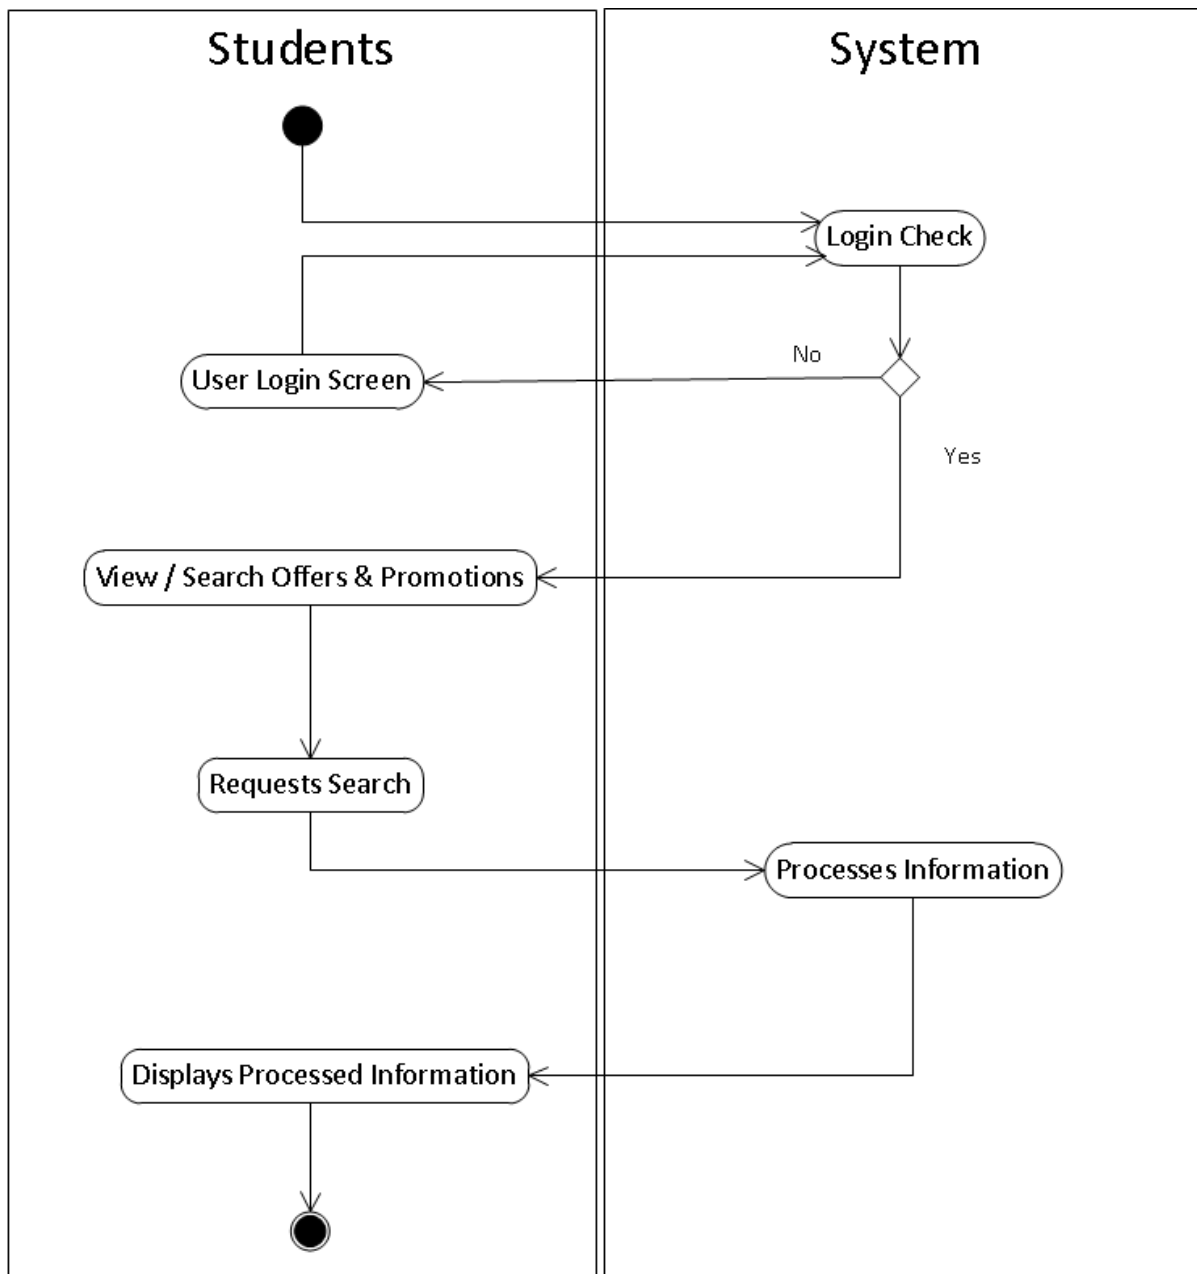 Students
System
Login Check
No
User Login Screen
Yes
View / Search Offers & Promotions
Requests Search
Processes Information
Displays Processed Information